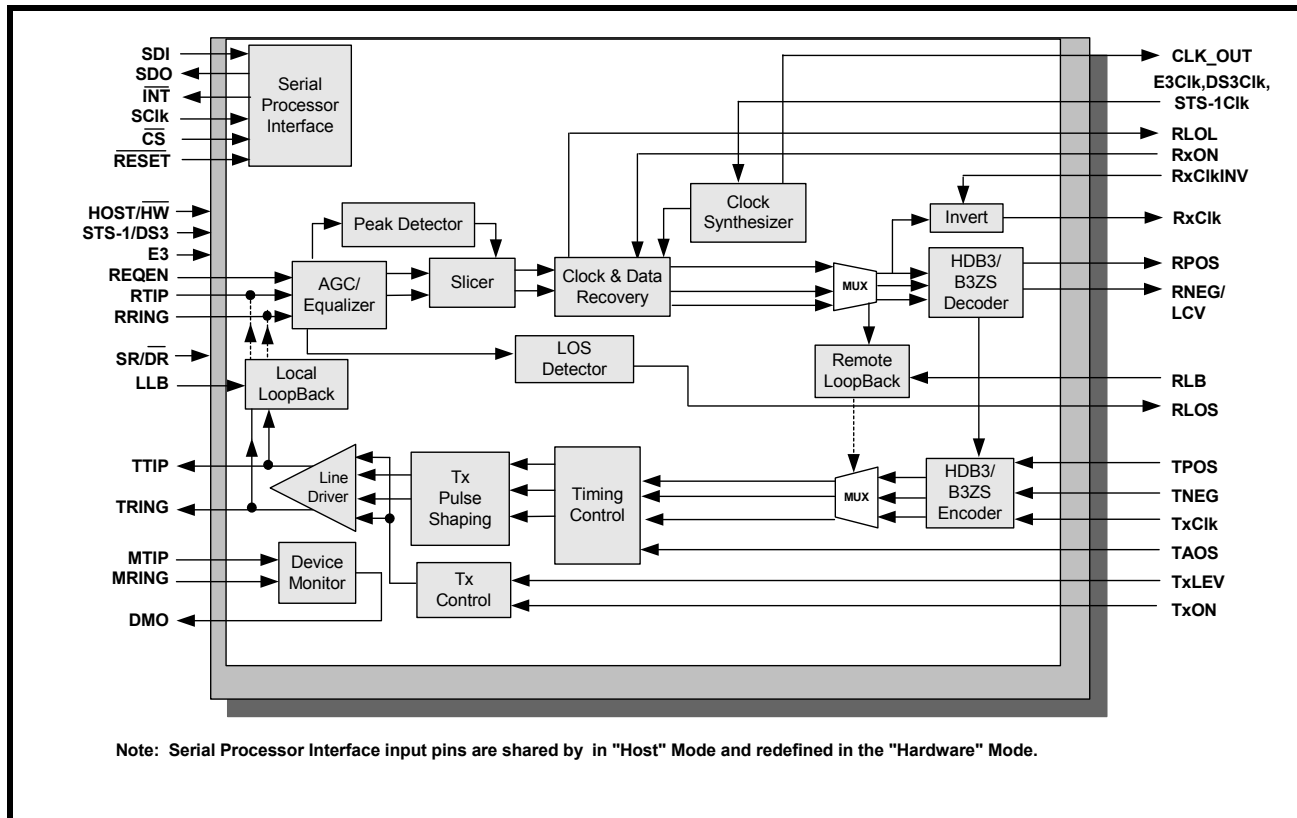 SDI
SDO
INT
SClk
CS
RESET
HOST/HW
STS-1/DS3
E3
REQEN
RTIP
RRING
SR/DR
LLB
TTIP
TRING
MTIP
MRING
DMO
Serial
Processor
Interface
Peak Detector
AGC/
Equalizer
Slicer
Clock & Data
Recovery
Clock
Synthesizer
MUX
Invert
HDB3/
B3ZS
Decoder
LOS
Detector
Remote
LoopBack
Local
LoopBack
Line
Driver
Tx
Pulse
Shaping
Timing
Control
MUX
HDB3/
B3ZS
Encoder
Device
Monitor
Tx
Control
CLK_OUT
E3Clk,DS3Clk,
STS-1Clk
RLOL
RxON
RxClkINV
RxClk
RPOS
RNEG/
LCV
RLB
RLOS
TPOS
TNEG
TxClk
TAOS
TxLEV
TxON
Note: Serial Processor Interface input pins are shared by in "Host" Mode and redefined in the "Hardware" Mode.